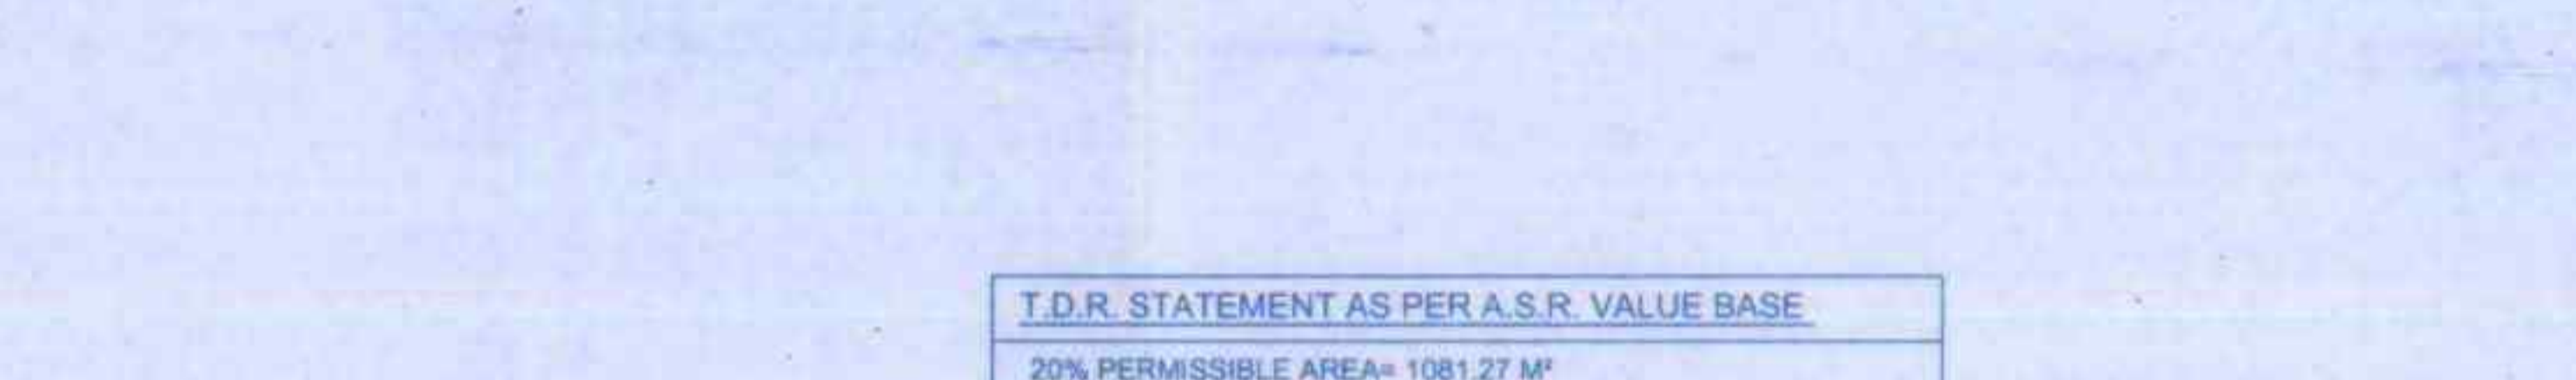 T.D.R. STATEMENT AS PER A.S.R. VALUE BASE
20% PERMISSIBLE AREA= 1081.27 M²